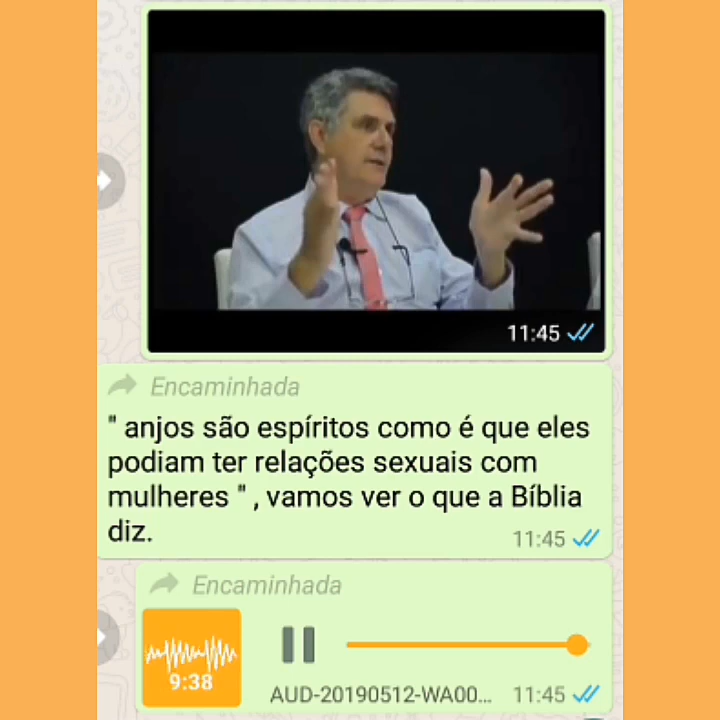 11:45
Encaminhada
" anjos são espíritos como é que eles
podiam ter relações sexuais com
mulheres " , vamos ver o que a Bíblia
diz.
11:45
Encaminhada
9:38
AUD-20190512-WA00...
11:45